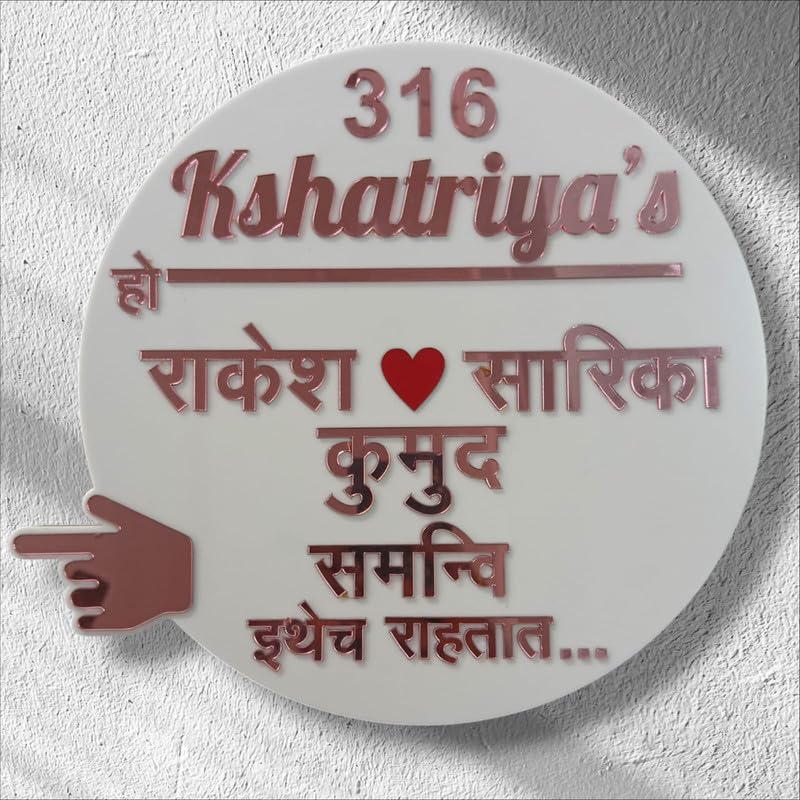 316
Kshatriya's
हो
राकेश ❤ सारिका
कुमुद
समन्वि
इथेच राहतात...